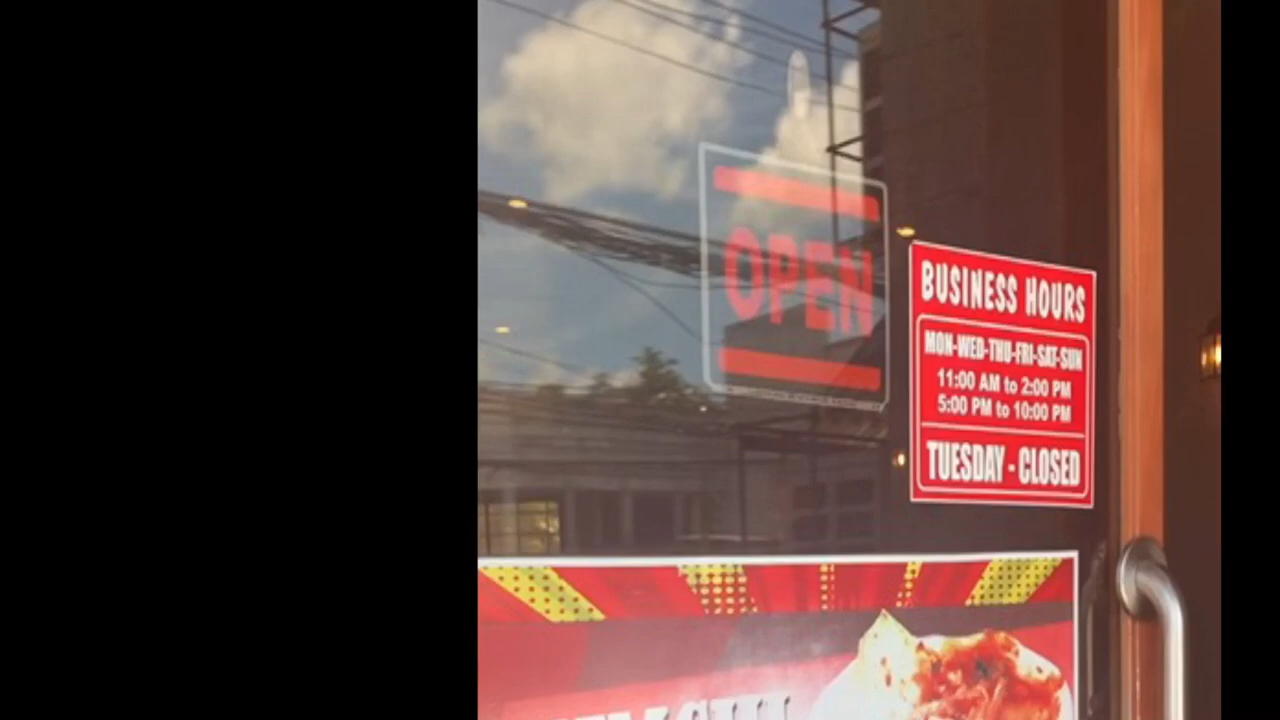 OPEN
BUSINESS HOURS
MON-WED-THU-FRI-SAT-SUN
11:00 AM to 2:00 PM
5:00 PM to 10:00 PM
TUESDAY - CLOSED